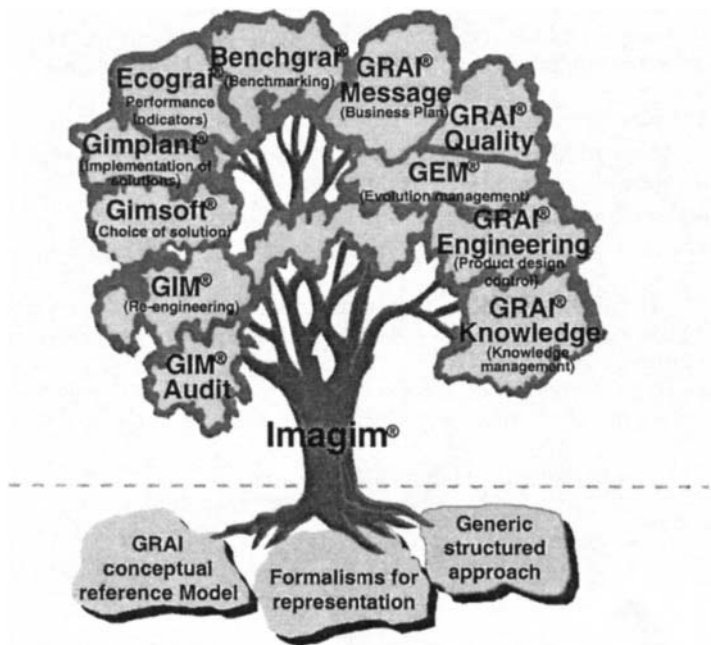 Benchgrai®
(Benchmarking)
Ecograi®
Performance
Indicators)
GRAI®
Message
(Business Plan)
GRAI®
Quality
Gimplant®
(Implementation of
solutions)
GEM®
(Evolution management)
Gimsoft®
(Choice of solution)
GRAI®
Engineering
(Product design
control)
GIM®
(Re-engineering)
GRAI®
Knowledge
(Knowledge
management)
GIM®
Audit
Imagim®
GRAI
conceptual
reference Model
Formalisms for
representation
Generic
structured
approach